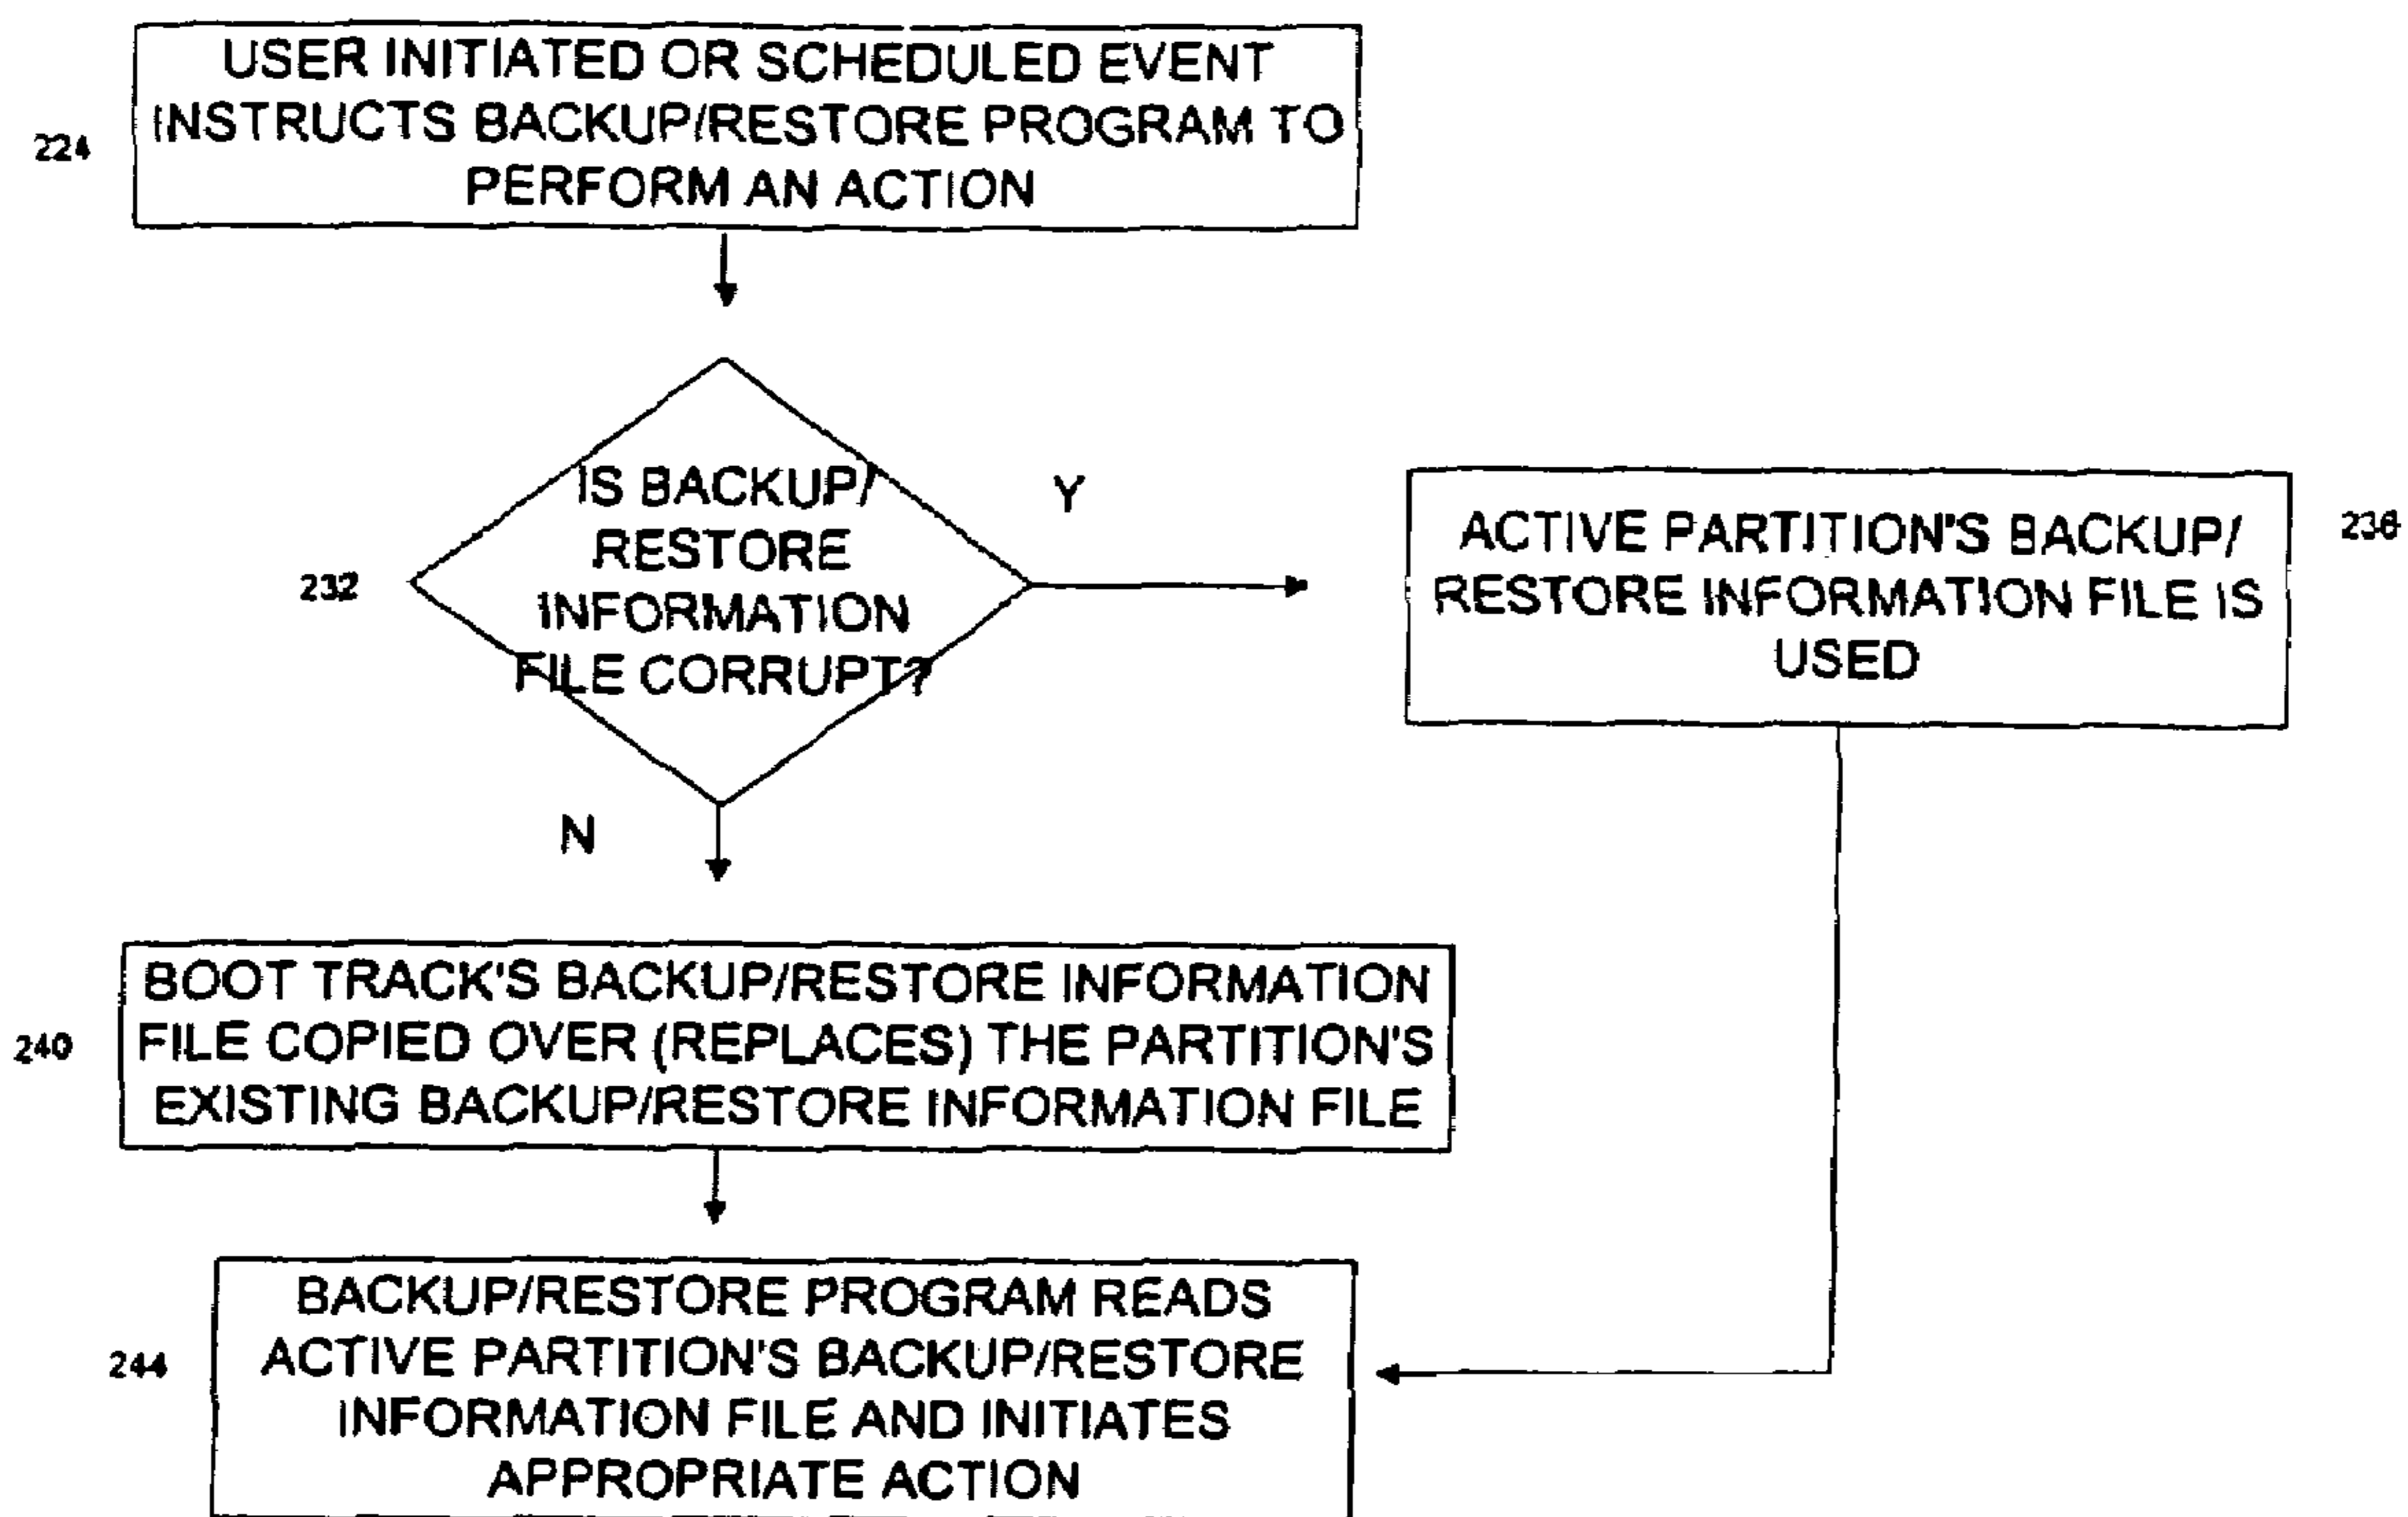 USER INITIATED OR SCHEDULED EVENT
INSTRUCTS BACKUP/RESTORE PROGRAM TO
PERFORM AN ACTION
224
IS BACKUP/
RESTORE
INFORMATION
FILE CORRUPT?
232
Y
N
ACTIVE PARTITION'S BACKUP/
RESTORE INFORMATION FILE IS
USED
236
BOOT TRACK'S BACKUP/RESTORE INFORMATION
FILE COPIED OVER (REPLACES) THE PARTITION'S
EXISTING BACKUP/RESTORE INFORMATION FILE
240
BACKUP/RESTORE PROGRAM READS
ACTIVE PARTITION'S BACKUP/RESTORE
INFORMATION FILE AND INITIATES
APPROPRIATE ACTION
244